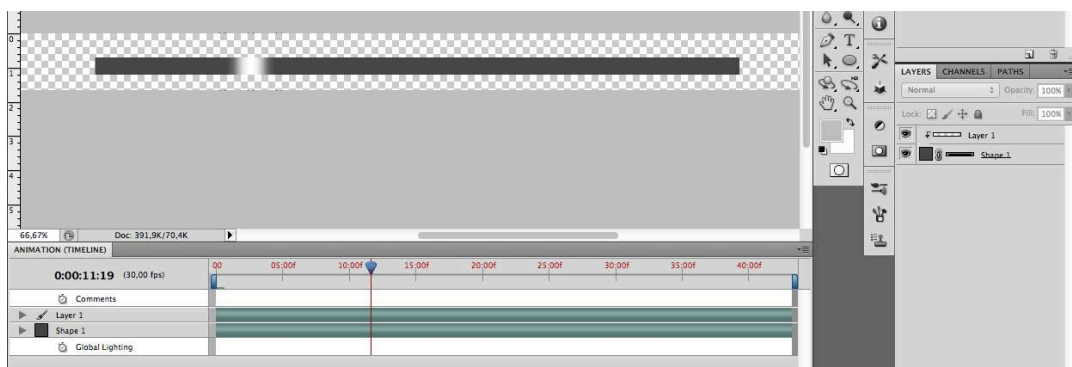 0
1
2
3
4
5
T
LAYERS CHANNELS PATHS
Normal Opacity: 100%
Lock: Fill: 100%
Layer 1
Shape 1
66,67% Doc: 391,9K/70,4K
ANIMATION (TIMELINE)
0:00:11:19 (30,00 fps) 00 05:00f 10:00f 15:00f 20:00f 25:00f 30:00f 35:00f 40:00f
Comments
Layer 1
Shape 1
Global Lighting